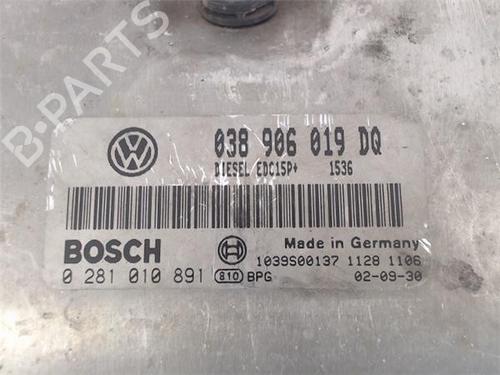 038 906 019 DQ
DIESEL EDC15P+ 1536
BOSCH
Made in Germany
1039S00137 1128 1106
0 281 010 891 810 BPG 02-09-30
B-PARTS